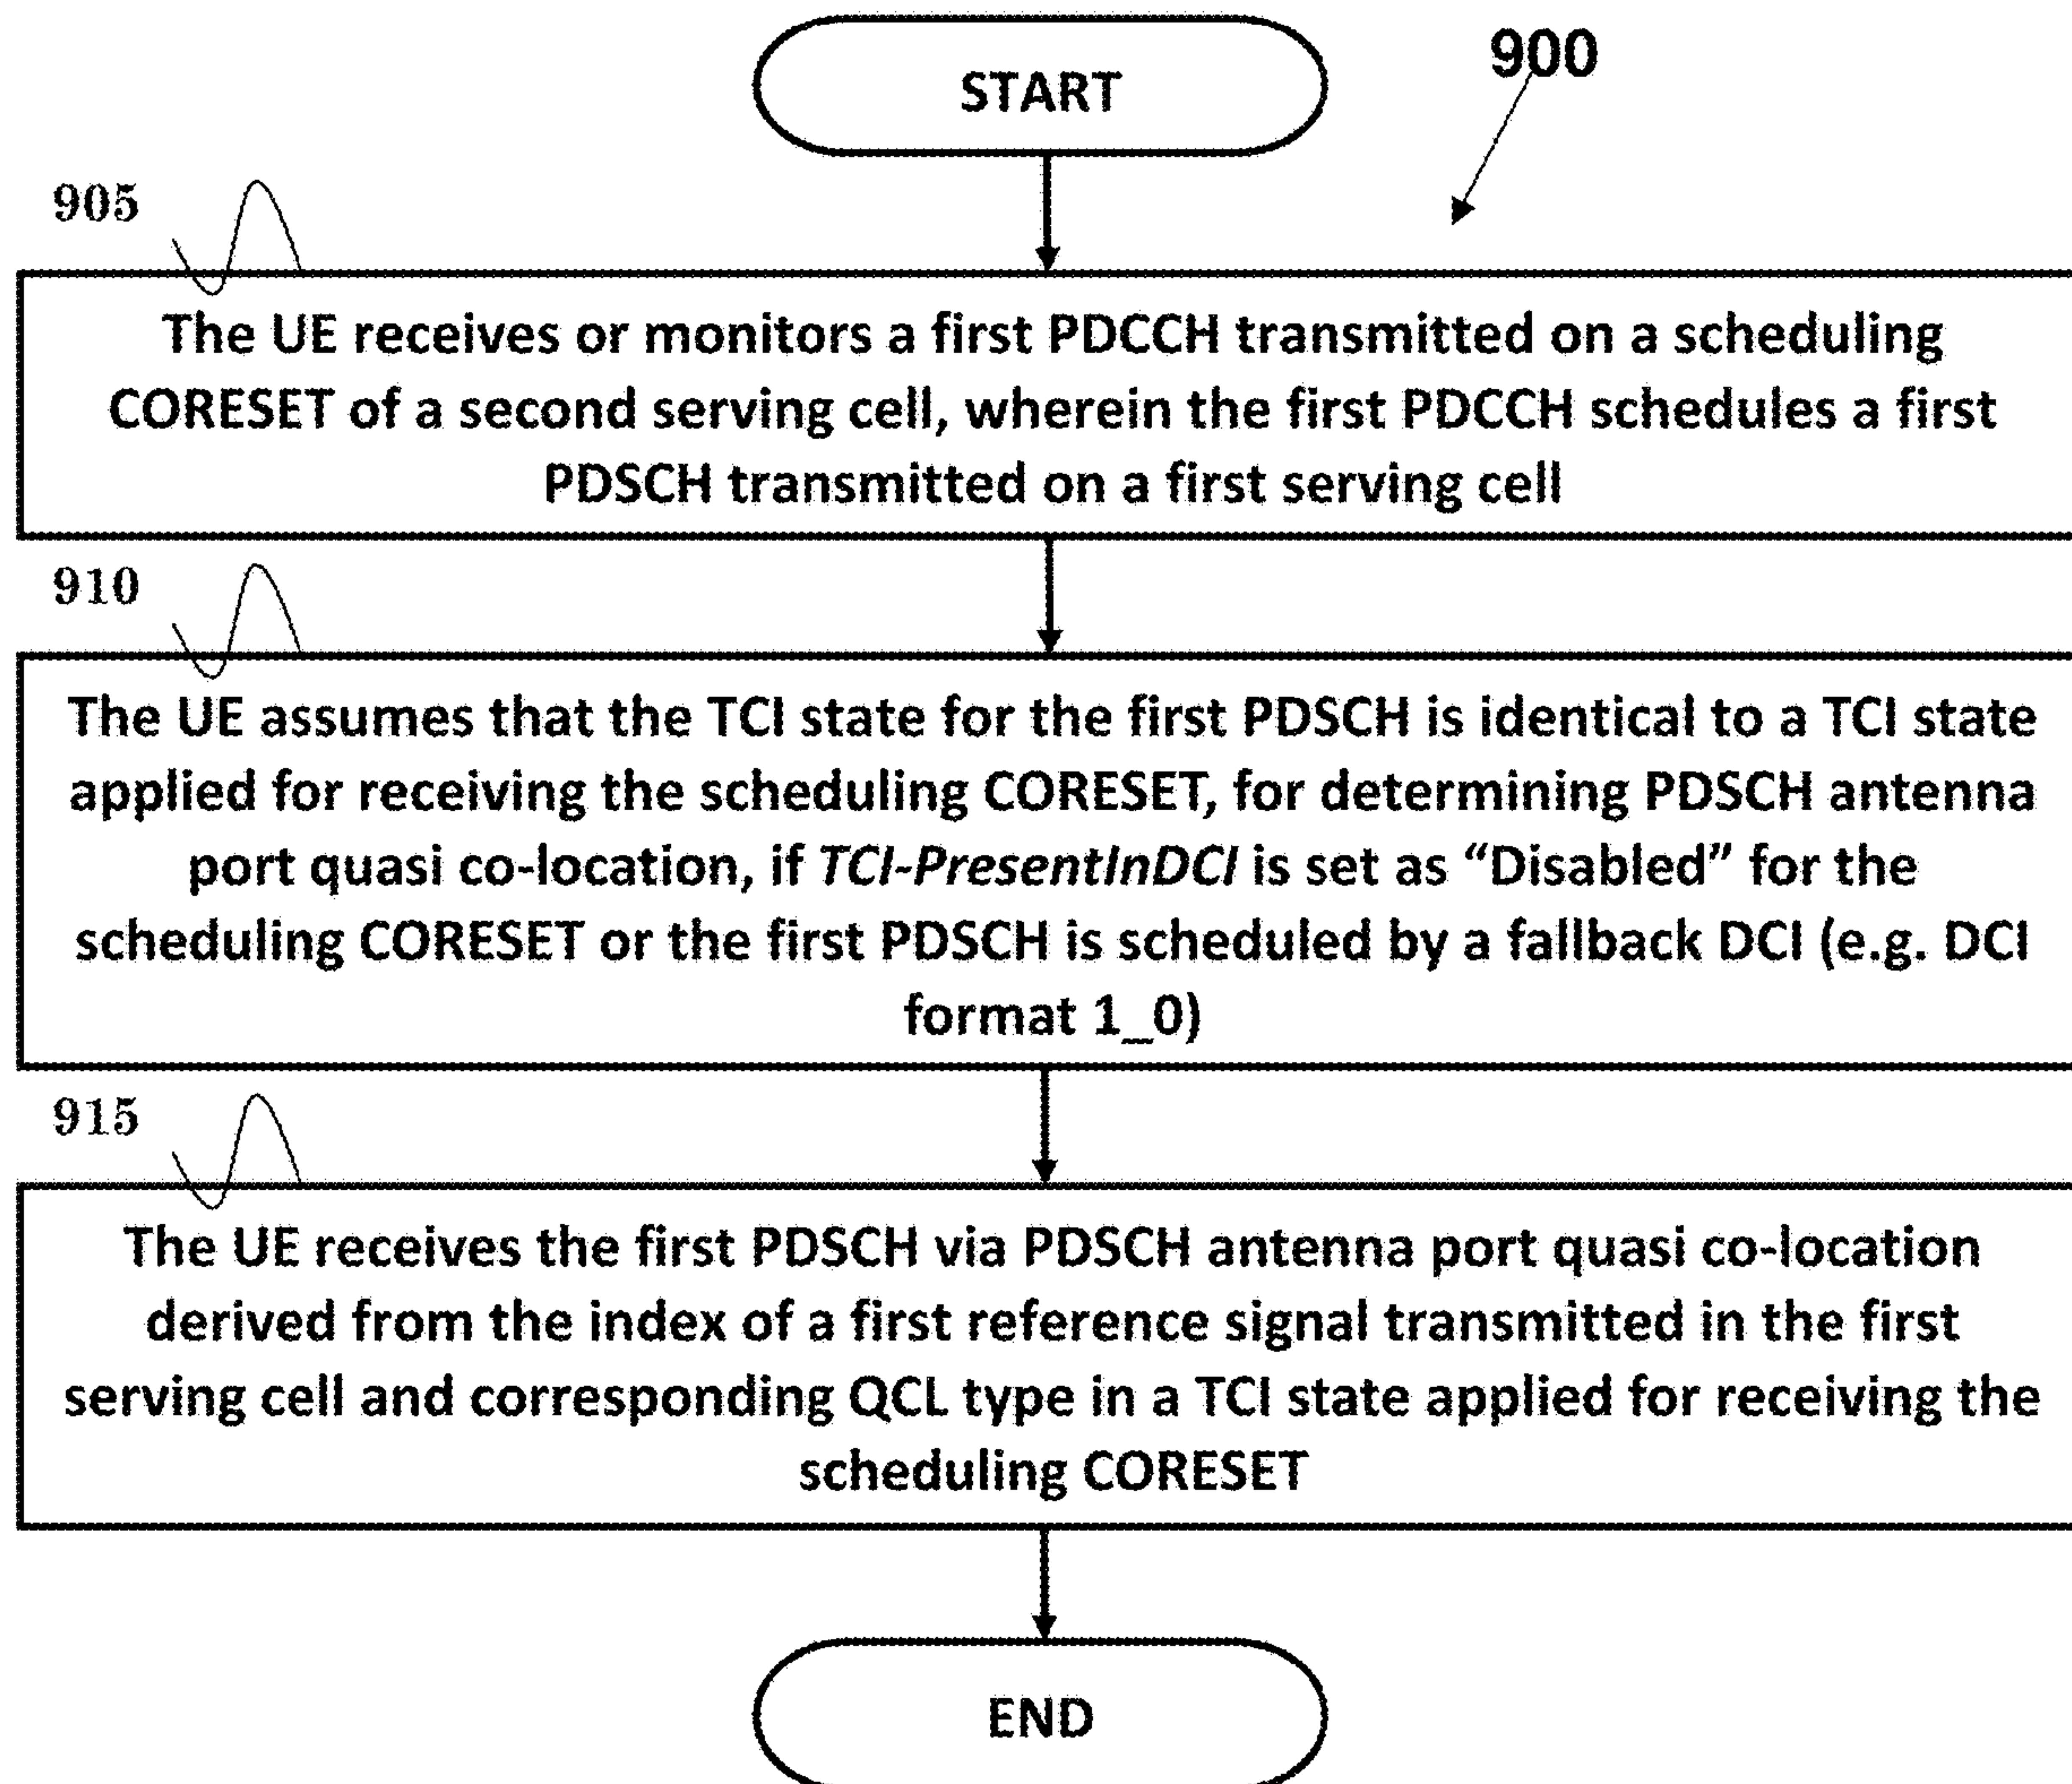 START
900
905
The UE receives or monitors a first PDCCH transmitted on a scheduling
CORESET of a second serving cell, wherein the first PDCCH schedules a first
PDSCH transmitted on a first serving cell
910
The UE assumes that the TCI state for the first PDSCH is identical to a TCI state
applied for receiving the scheduling CORESET, for determining PDSCH antenna
port quasi co-location, if TCI-PresentInDCI is set as “Disabled” for the
scheduling CORESET or the first PDSCH is scheduled by a fallback DCI (e.g. DCI
format 1_0)
915
The UE receives the first PDSCH via PDSCH antenna port quasi co-location
derived from the index of a first reference signal transmitted in the first
serving cell and corresponding QCL type in a TCI state applied for receiving the
scheduling CORESET
END